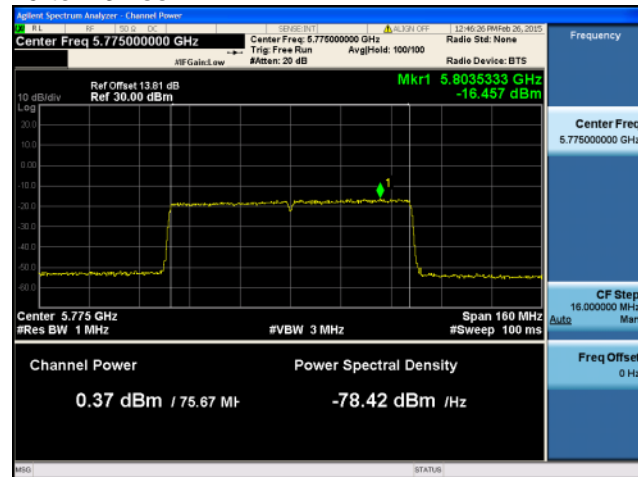 Agilent Spectrum Analyzer - Channel Power
RL RF 50 Ω DC SENSE:INT ALIGN OFF 12:46:26 PM Feb 26, 2015
Center Freq 5.775000000 GHz
Center Freq: 5.775000000 GHz Radio Std: None
Trig: Free Run Avg|Hold: 100/100
#IFGain:Low #Atten: 20 dB Radio Device: BTS
Frequency
Ref Offset 13.81 dB
10 dB/div Ref 30.00 dBm
Mkr1 5.8035333 GHz
-16.457 dBm
Log
20.0
10.0
0.00
-10.0
-20.0
-30.0
-40.0
-50.0
-60.0
1
Center 5.775 GHz Span 160 MHz
#Res BW 1 MHz #VBW 3 MHz #Sweep 100 ms
Channel Power Power Spectral Density
0.37 dBm / 75.67 MH -78.42 dBm /Hz
Center Freq
5.775000000 GHz
CF Step
16.000000 MHz
Auto Man
Freq Offset
0 Hz
MSG STATUS